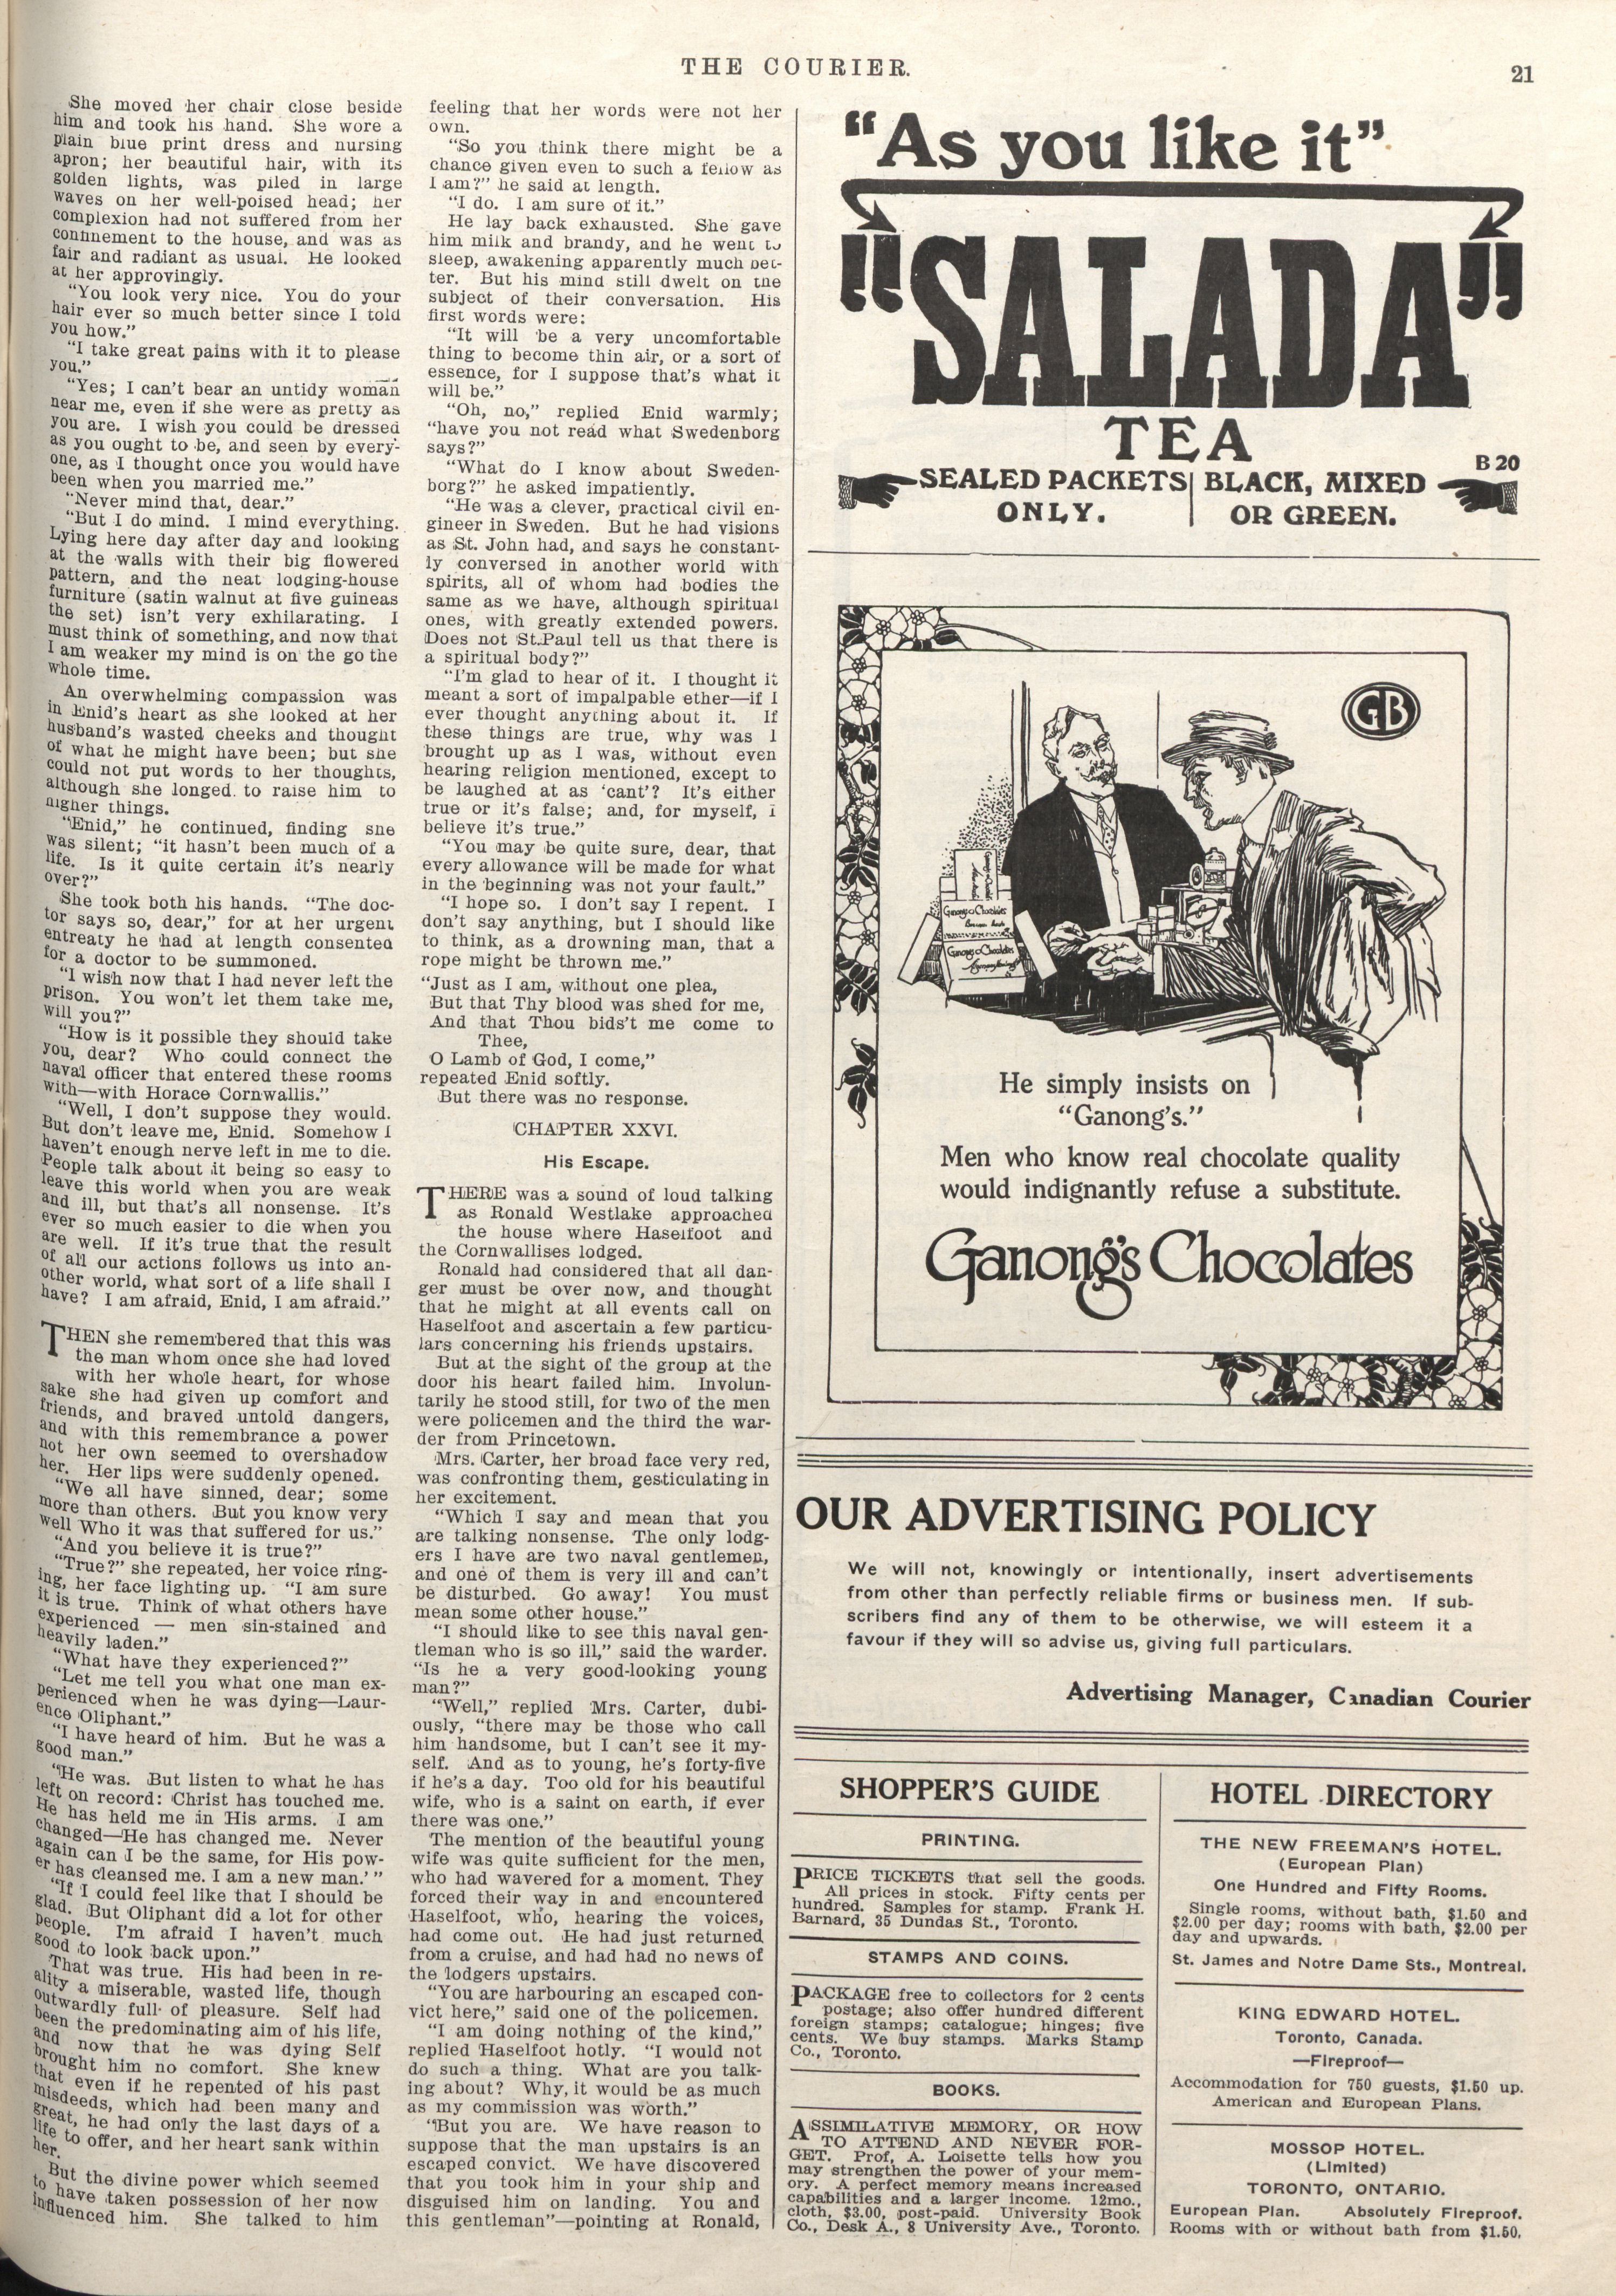 THE COURIER.
21
She moved her chair close beside
him and took his hand. She wore a
plain blue print dress and nursing
apron; her beautiful hair, with its
golden lights, was piled in large
waves on her well-poised head; her
complexion had not suffered from her
confinement to the house, and was as
fair and radiant as usual. He looked
at her approvingly.
"You look very nice. You do your
hair ever so much better since I told
you how."
"I take great pains with it to please
you."
"Yes; I can't bear an untidy woman
near me, even if she were as pretty as
you are. I wish you could be dressed
as you ought to be, and seen by every-
one, as I thought once you would have
been when you married me."
"Never mind that, dear."
"But I do mind. I mind everything.
Lying here day after day and looking
at the walls with their big flowered
pattern, and the neat lodging-house
furniture (satin walnut at five guineas
the set) isn't very exhilarating. I
must think of something, and now that
I am weaker my mind is on the go the
whole time.
An overwhelming compassion was
in Enid's heart as she looked at her
husband's wasted cheeks and thought
of what he might have been; but she
could not put words to her thoughts,
although she longed to raise him to
higher things.
"Enid," he continued, finding she
was silent; "it hasn't been much of a
life. Is it quite certain it's nearly
over?"
She took both his hands. "The doc-
tor says so, dear," for at her urgent
entreaty he had at length consented
for a doctor to be summoned.
"I wish now that I had never left the
prison. You won't let them take me,
will you?"
"How is it possible they should take
you, dear? Who could connect the
naval officer that entered these rooms
with—with Horace Cornwallis."
"Well, I don't suppose they would.
But don't leave me, Enid. Somehow I
haven't enough nerve left in me to die.
People talk about it being so easy to
leave this world when you are weak
and ill, but that's all nonsense. It's
ever so much easier to die when you
are well. If it's true that the result
of all our actions follows us into an-
other world, what sort of a life shall I
have? I am afraid, Enid, I am afraid."
THEN she remembered that this was
the man whom once she had loved
with her whole heart, for whose
sake she had given up comfort and
friends, and braved untold dangers,
and with this remembrance a power
not her own seemed to overshadow
her. Her lips were suddenly opened.
"We all have sinned, dear; some
more than others. But you know very
well Who it was that suffered for us."
"And you believe it is true?"
"True?" she repeated, her voice ring-
ing, her face lighting up. "I am sure
it is true. Think of what others have
experienced — men sin-stained and
heavily laden."
"What have they experienced?"
"Let me tell you what one man ex-
perienced when he was dying—Laur-
ence Oliphant."
"I have heard of him. But he was a
good man."
"He was. But listen to what he has
left on record: Christ has touched me.
He has held me in His arms. I am
changed—He has changed me. Never
again can I be the same, for His pow-
er has cleansed me. I am a new man.' "
"If I could feel like that I should be
glad. But Oliphant did a lot for other
people. I'm afraid I haven't much
good to look back upon."
That was true. His had been in re-
ality a miserable, wasted life, though
outwardly full of pleasure. Self had
been the predominating aim of his life,
and now that he was dying Self
brought him no comfort. She knew
that even if he repented of his past
misdeeds, which had been many and
great, he had only the last days of a
life to offer, and her heart sank within
her.
But the divine power which seemed
to have taken possession of her now
influenced him. She talked to him
feeling that her words were not her
own.
"So you think there might be a
chance given even to such a fellow as
I am?" he said at length.
"I do. I am sure of it."
He lay back exhausted. She gave
him milk and brandy, and he went to
sleep, awakening apparently much bet-
ter. But his mind still dwelt on the
subject of their conversation. His
first words were:
"It will be a very uncomfortable
thing to become thin air, or a sort of
essence, for I suppose that's what it
will be."
"Oh, no," replied Enid warmly;
"have you not read what Swedenborg
says?"
"What do I know about Sweden-
borg?" he asked impatiently.
"He was a clever, practical civil en-
gineer in Sweden. But he had visions
as St. John had, and says he constant-
ly conversed in another world with
spirits, all of whom had bodies the
same as we have, although spiritual
ones, with greatly extended powers.
Does not St. Paul tell us that there is
a spiritual body?"
"I'm glad to hear of it. I thought it
meant a sort of impalpable ether—if I
ever thought anything about it. If
these things are true, why was I
brought up as I was, without even
hearing religion mentioned, except to
be laughed at as 'cant'? It's either
true or it's false; and, for myself, i
believe it's true."
"You may be quite sure, dear, that
every allowance will be made for what
in the beginning was not your fault."
"I hope so. I don't say I repent. I
don't say anything, but I should like
to think, as a drowning man, that a
rope might be thrown me."
"Just as I am, without one plea,
But that Thy blood was shed for me,
And that Thou bids't me come to
Thee,
O Lamb of God, I come,"
repeated Enid softly.
But there was no response.
CHAPTER XXVI.
His Escape.
THERE was a sound of loud talking
as Ronald Westlake approached
the house where Haselfoot and
the Cornwallises lodged.
Ronald had considered that all dan-
ger must be over now, and thought
that he might at all events call on
Haselfoot and ascertain a few particu-
lars concerning his friends upstairs.
But at the sight of the group at the
door his heart failed him. Involun-
tarily he stood still, for two of the men
were policemen and the third the war-
der from Princetown.
Mrs. Carter, her broad face very red,
was confronting them, gesticulating in
her excitement.
"Which I say and mean that you
are talking nonsense. The only lodg-
ers I have are two naval gentlemen,
and one of them is very ill and can't
be disturbed. Go away! You must
mean some other house."
"I should like to see this naval gen-
tleman who is so ill," said the warder.
"Is he a very good-looking young
man?"
"Well," replied Mrs. Carter, dubi-
ously, "there may be those who call
him handsome, but I can't see it my-
self. And as to young, he's forty-five
if he's a day. Too old for his beautiful
wife, who is a saint on earth, if ever
there was one."
The mention of the beautiful young
wife was quite sufficient for the men,
who had wavered for a moment. They
forced their way in and encountered
Haselfoot, who, hearing the voices,
had come out. He had just returned
from a cruise, and had had no news of
the lodgers upstairs.
"You are harbouring an escaped con-
vict here," said one of the policemen.
"I am doing nothing of the kind,"
replied Haselfoot hotly. "I would not
do such a thing. What are you talk-
ing about? Why, it would be as much
as my commission was worth."
"But you are. We have reason to
suppose that the man upstairs is an
escaped convict. We have discovered
that you took him in your ship and
disguised him on landing. You and
this gentleman"—pointing at Ronald,
"As you like it"
"SALADA"
TEA
B 20
SEALED PACKETS
ONLY.
BLACK, MIXED
OR GREEN.
GB
Ganong's Chocolates
Ganong's Chocolates
He simply insists on
"Ganong's."
Men who know real chocolate quality
would indignantly refuse a substitute.
Ganong's Chocolates
OUR ADVERTISING POLICY
We will not, knowingly or intentionally, insert advertisements
from other than perfectly reliable firms or business men. If sub-
scribers find any of them to be otherwise, we will esteem it a
favour if they will so advise us, giving full particulars.
Advertising Manager, Canadian Courier
SHOPPER'S GUIDE
PRINTING.
PRICE TICKETS that sell the goods.
All prices in stock. Fifty cents per
hundred. Samples for stamp. Frank H.
Barnard, 35 Dundas St., Toronto.
STAMPS AND COINS.
PACKAGE free to collectors for 2 cents
postage; also offer hundred different
foreign stamps; catalogue; hinges; five
cents. We buy stamps. Marks Stamp
Co., Toronto.
BOOKS.
ASSIMILATIVE MEMORY, OR HOW
TO ATTEND AND NEVER FOR-
GET. Prof, A. Loisette tells how you
may strengthen the power of your mem-
ory. A perfect memory means increased
capabilities and a larger income. 12mo.,
cloth, $3.00, post-paid. University Book
Co., Desk A., 8 University Ave., Toronto.
HOTEL DIRECTORY
THE NEW FREEMAN'S HOTEL.
(European Plan)
One Hundred and Fifty Rooms.
Single rooms, without bath, $1.50 and
$2.00 per day; rooms with bath, $2.00 per
day and upwards.
St. James and Notre Dame Sts., Montreal.
KING EDWARD HOTEL.
Toronto, Canada.
—Fireproof—
Accommodation for 750 guests, $1.50 up.
American and European Plans.
MOSSOP HOTEL.
(Limited)
TORONTO, ONTARIO.
European Plan. Absolutely Fireproof.
Rooms with or without bath from $1.50.